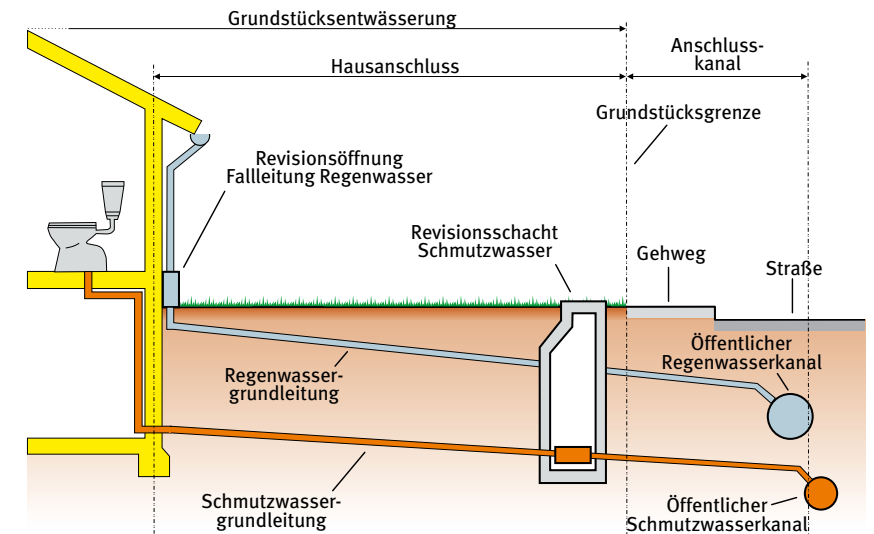 Grundstücksentwässerung
Anschluss-
kanal
Hausanschluss
Grundstücksgrenze
Revisionsöffnung
Fallleitung Regenwasser
Revisionsschacht
Schmutzwasser
Gehweg
Straße
Öffentlicher
Regenwasserkanal
Regenwasser-
grundleitung
Schmutzwasser-
grundleitung
Öffentlicher
Schmutzwasserkanal